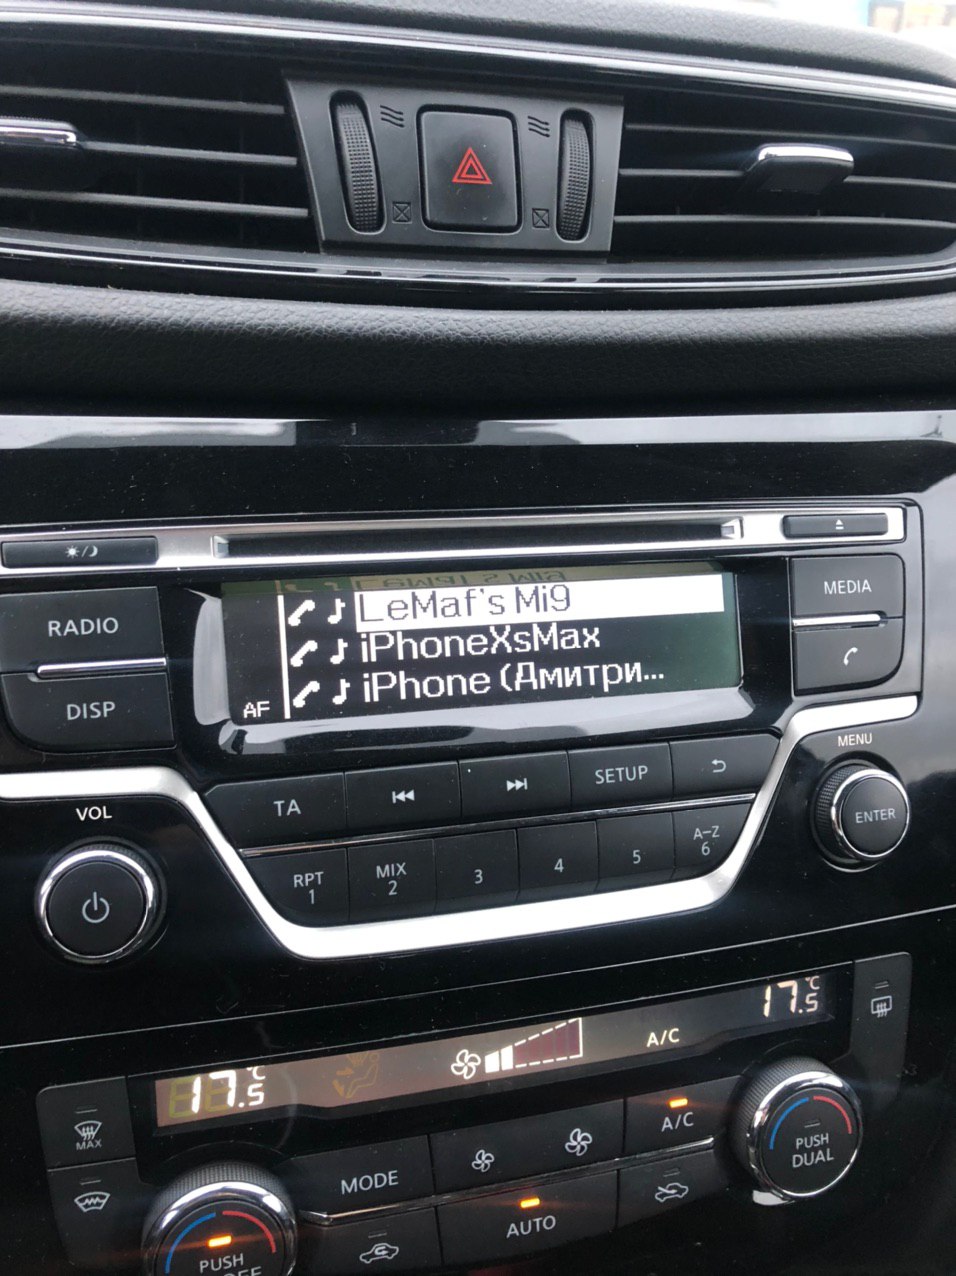 RADIO
DISP
LeMaf's Mi9
iPhoneXsMax
iPhone (Дмитри...
AF
MEDIA
MENU
ENTER
VOL
TA
SETUP
RPT
1
MIX
2
3
4
5
A-Z
6
17.5 °C
A/C
17.5 °C
MAX
MODE
A/C
AUTO
PUSH
DUAL
PUSH